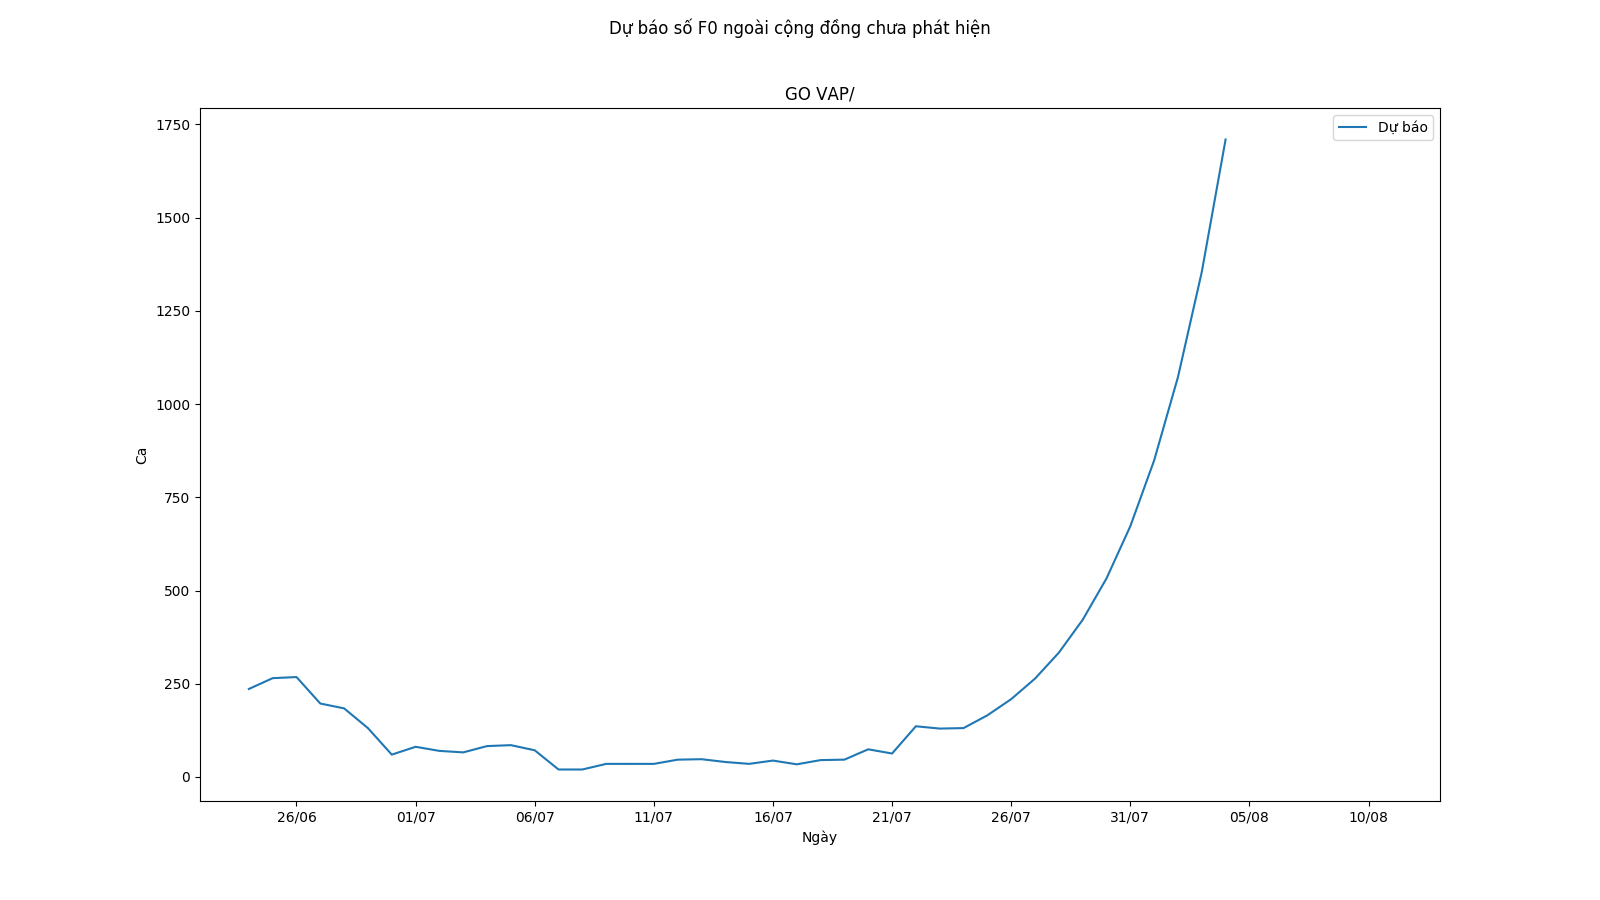 Dự báo số F0 ngoài cộng đồng chưa phát hiện
GO VAP/
Dự báo
1750
1500
1250
1000
750
500
250
0
Ca
26/06 01/07 06/07 11/07 16/07 21/07 26/07 31/07 05/08 10/08
Ngày